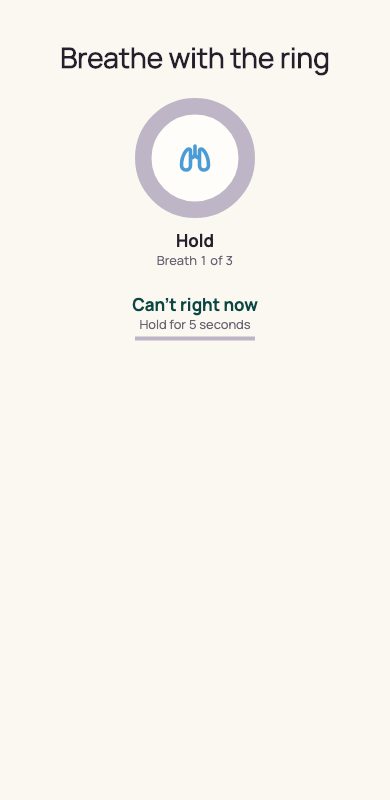 Breathe with the ring
Hold
Breath 1 of 3
Can't right now
Hold for 5 seconds